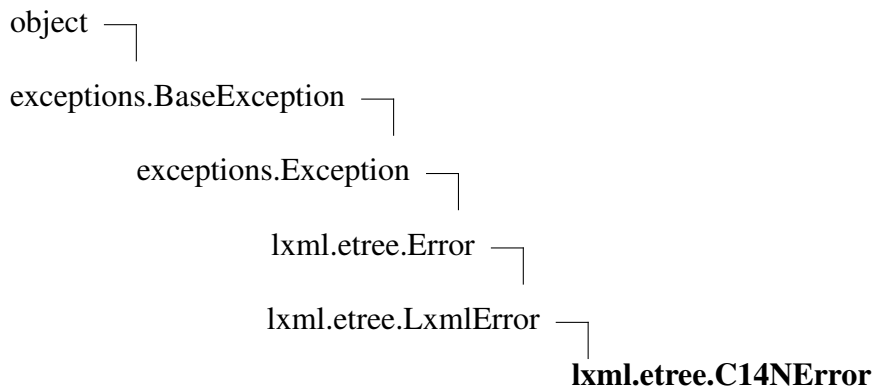 object
exceptions.BaseException
exceptions.Exception
lxml.etree.Error
lxml.etree.LxmlError
lxml.etree.C14NError